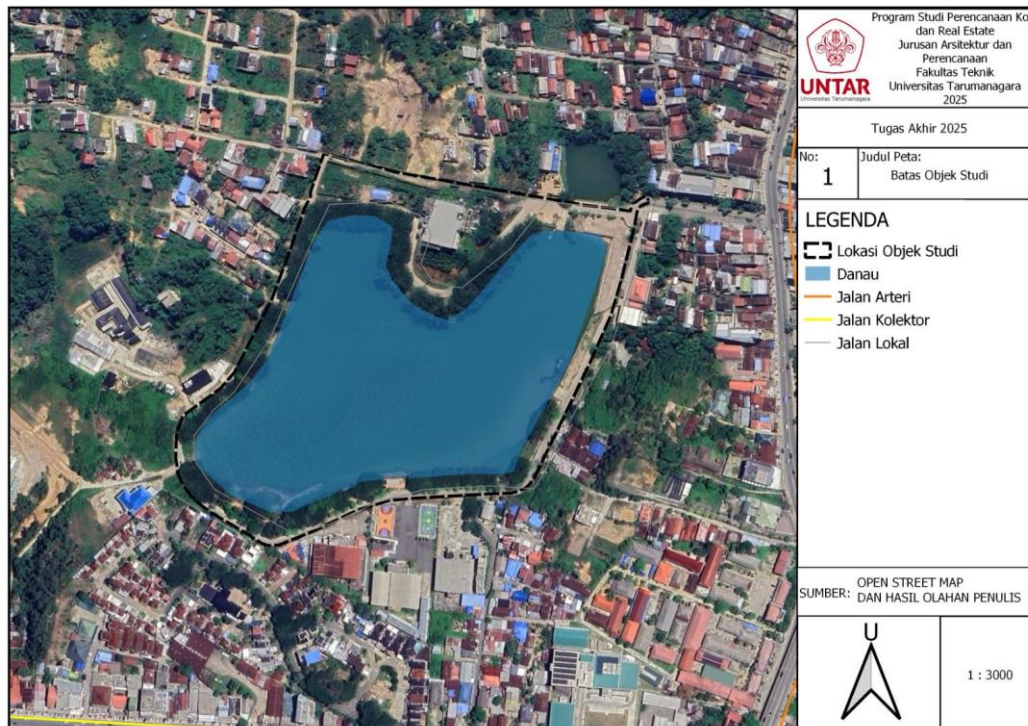 Program Studi Perencanaan Ko
dan Real Estate
Jurusan Arsitektur dan
Perencanaan
Fakultas Teknik
Universitas Tarumanagara
2025
UNTAR
Universitas Tarumanagara
Tugas Akhir 2025
No:
1
Judul Peta:
Batas Objek Studi
LEGENDA
Lokasi Objek Studi
Danau
Jalan Arteri
Jalan Kolektor
Jalan Lokal
SUMBER:
OPEN STREET MAP
DAN HASIL OLAHAN PENULIS
U
1 : 3000